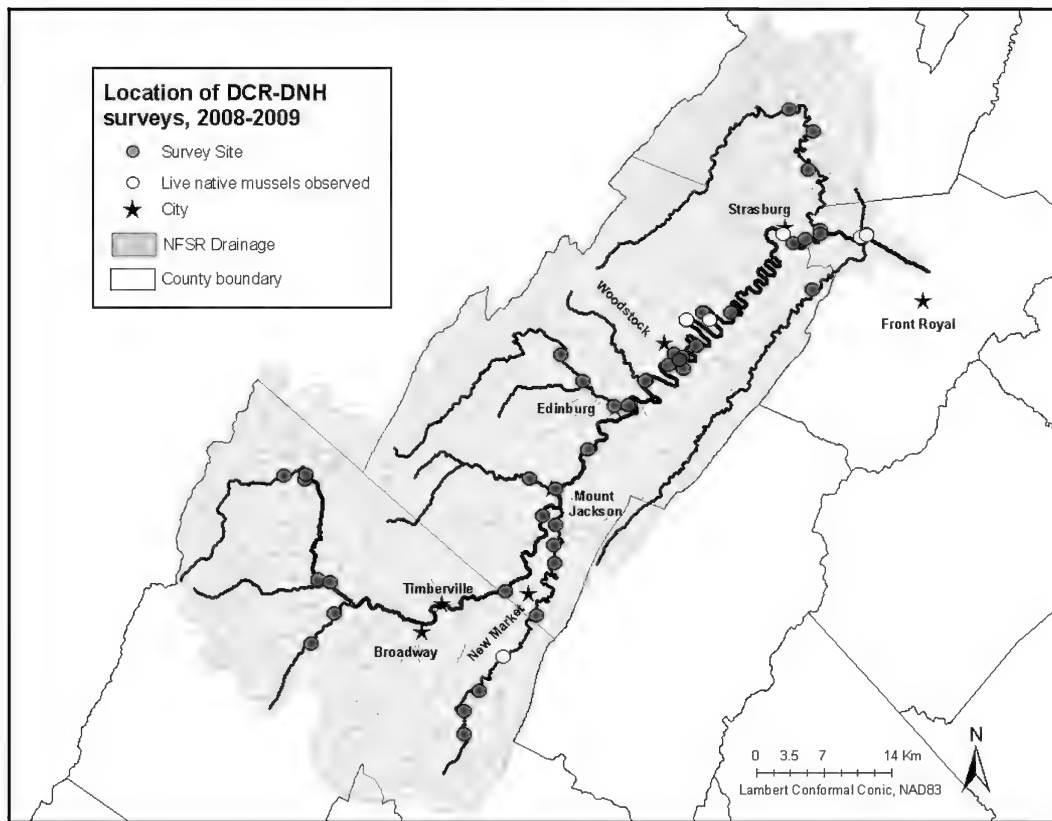 Location of DCR-DNH
surveys, 2008-2009
Survey Site
Live native mussels observed
City
NFSR Drainage
County boundary
Strasburg
Front Royal
Woodstock
Edinburg
Mount
Jackson
Timberville
New Market
Broadway
N
0 3.5 7 14 Km
Lambert Conformal Conic, NAD83